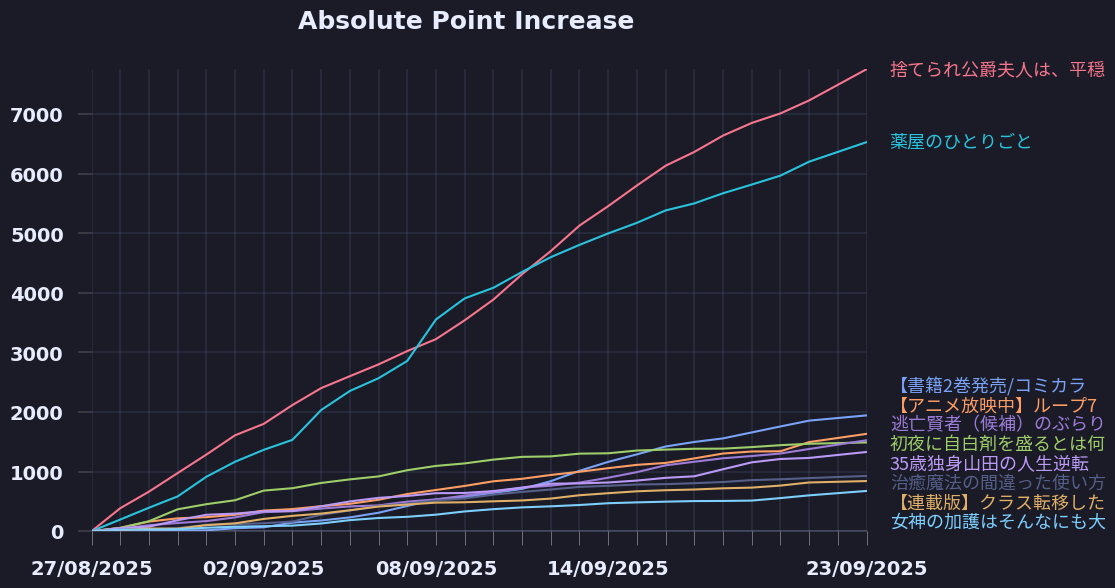 Absolute Point Increase
捨てられ公爵夫人は、平穏
7000
薬屋のひとりごと
6000
5000
4000
3000
【書籍2巻発売/コミカラ
2000
【アニメ放映中】ループ7
逃亡賢者（候補）のぶらり
初夜に自白剤を盛るとは何
35歳独身山田の人生逆転
1000
治癒魔法の間違った使い方
【連載版】クラス転移した
女神の加護はそんなにも大
0
27/08/2025 02/09/2025 08/09/2025 14/09/2025 23/09/2025